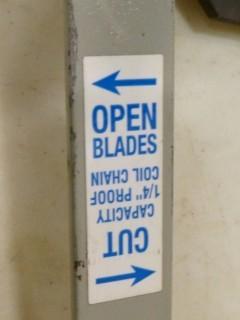 OPEN
BLADES
CUT
CAPACITY
1/4" PROOF
COIL CHAIN